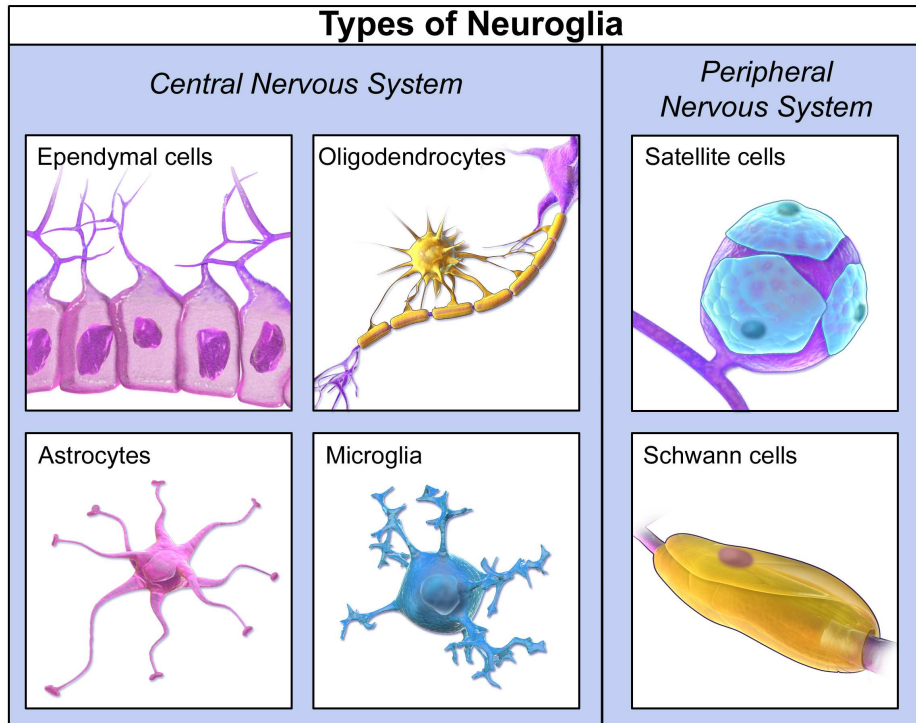 Types of Neuroglia
Central Nervous System
Peripheral
Nervous System
Ependymal cells
Oligodendrocytes
Satellite cells
Astrocytes
Microglia
Schwann cells